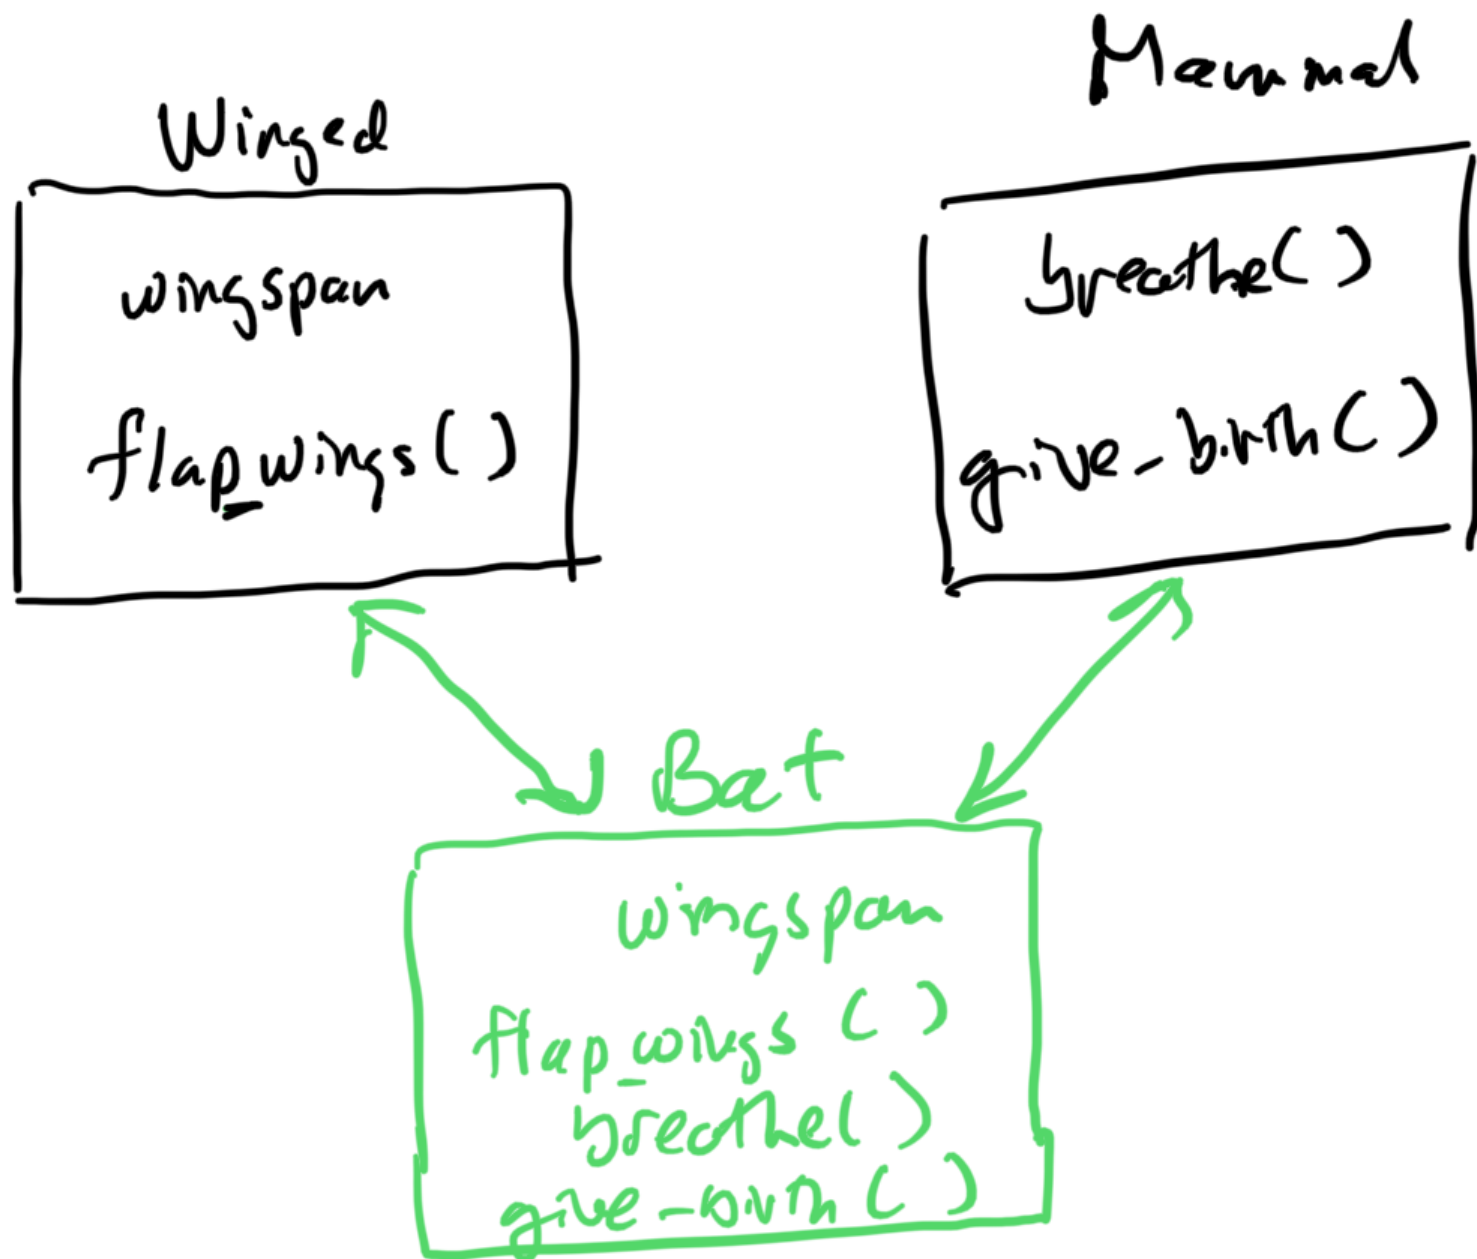 Winged
wingspan
flap_wings()
Mammal
breathe()
give_birth()
Bat
wingspan
flap_wings()
breathe()
give_birth()